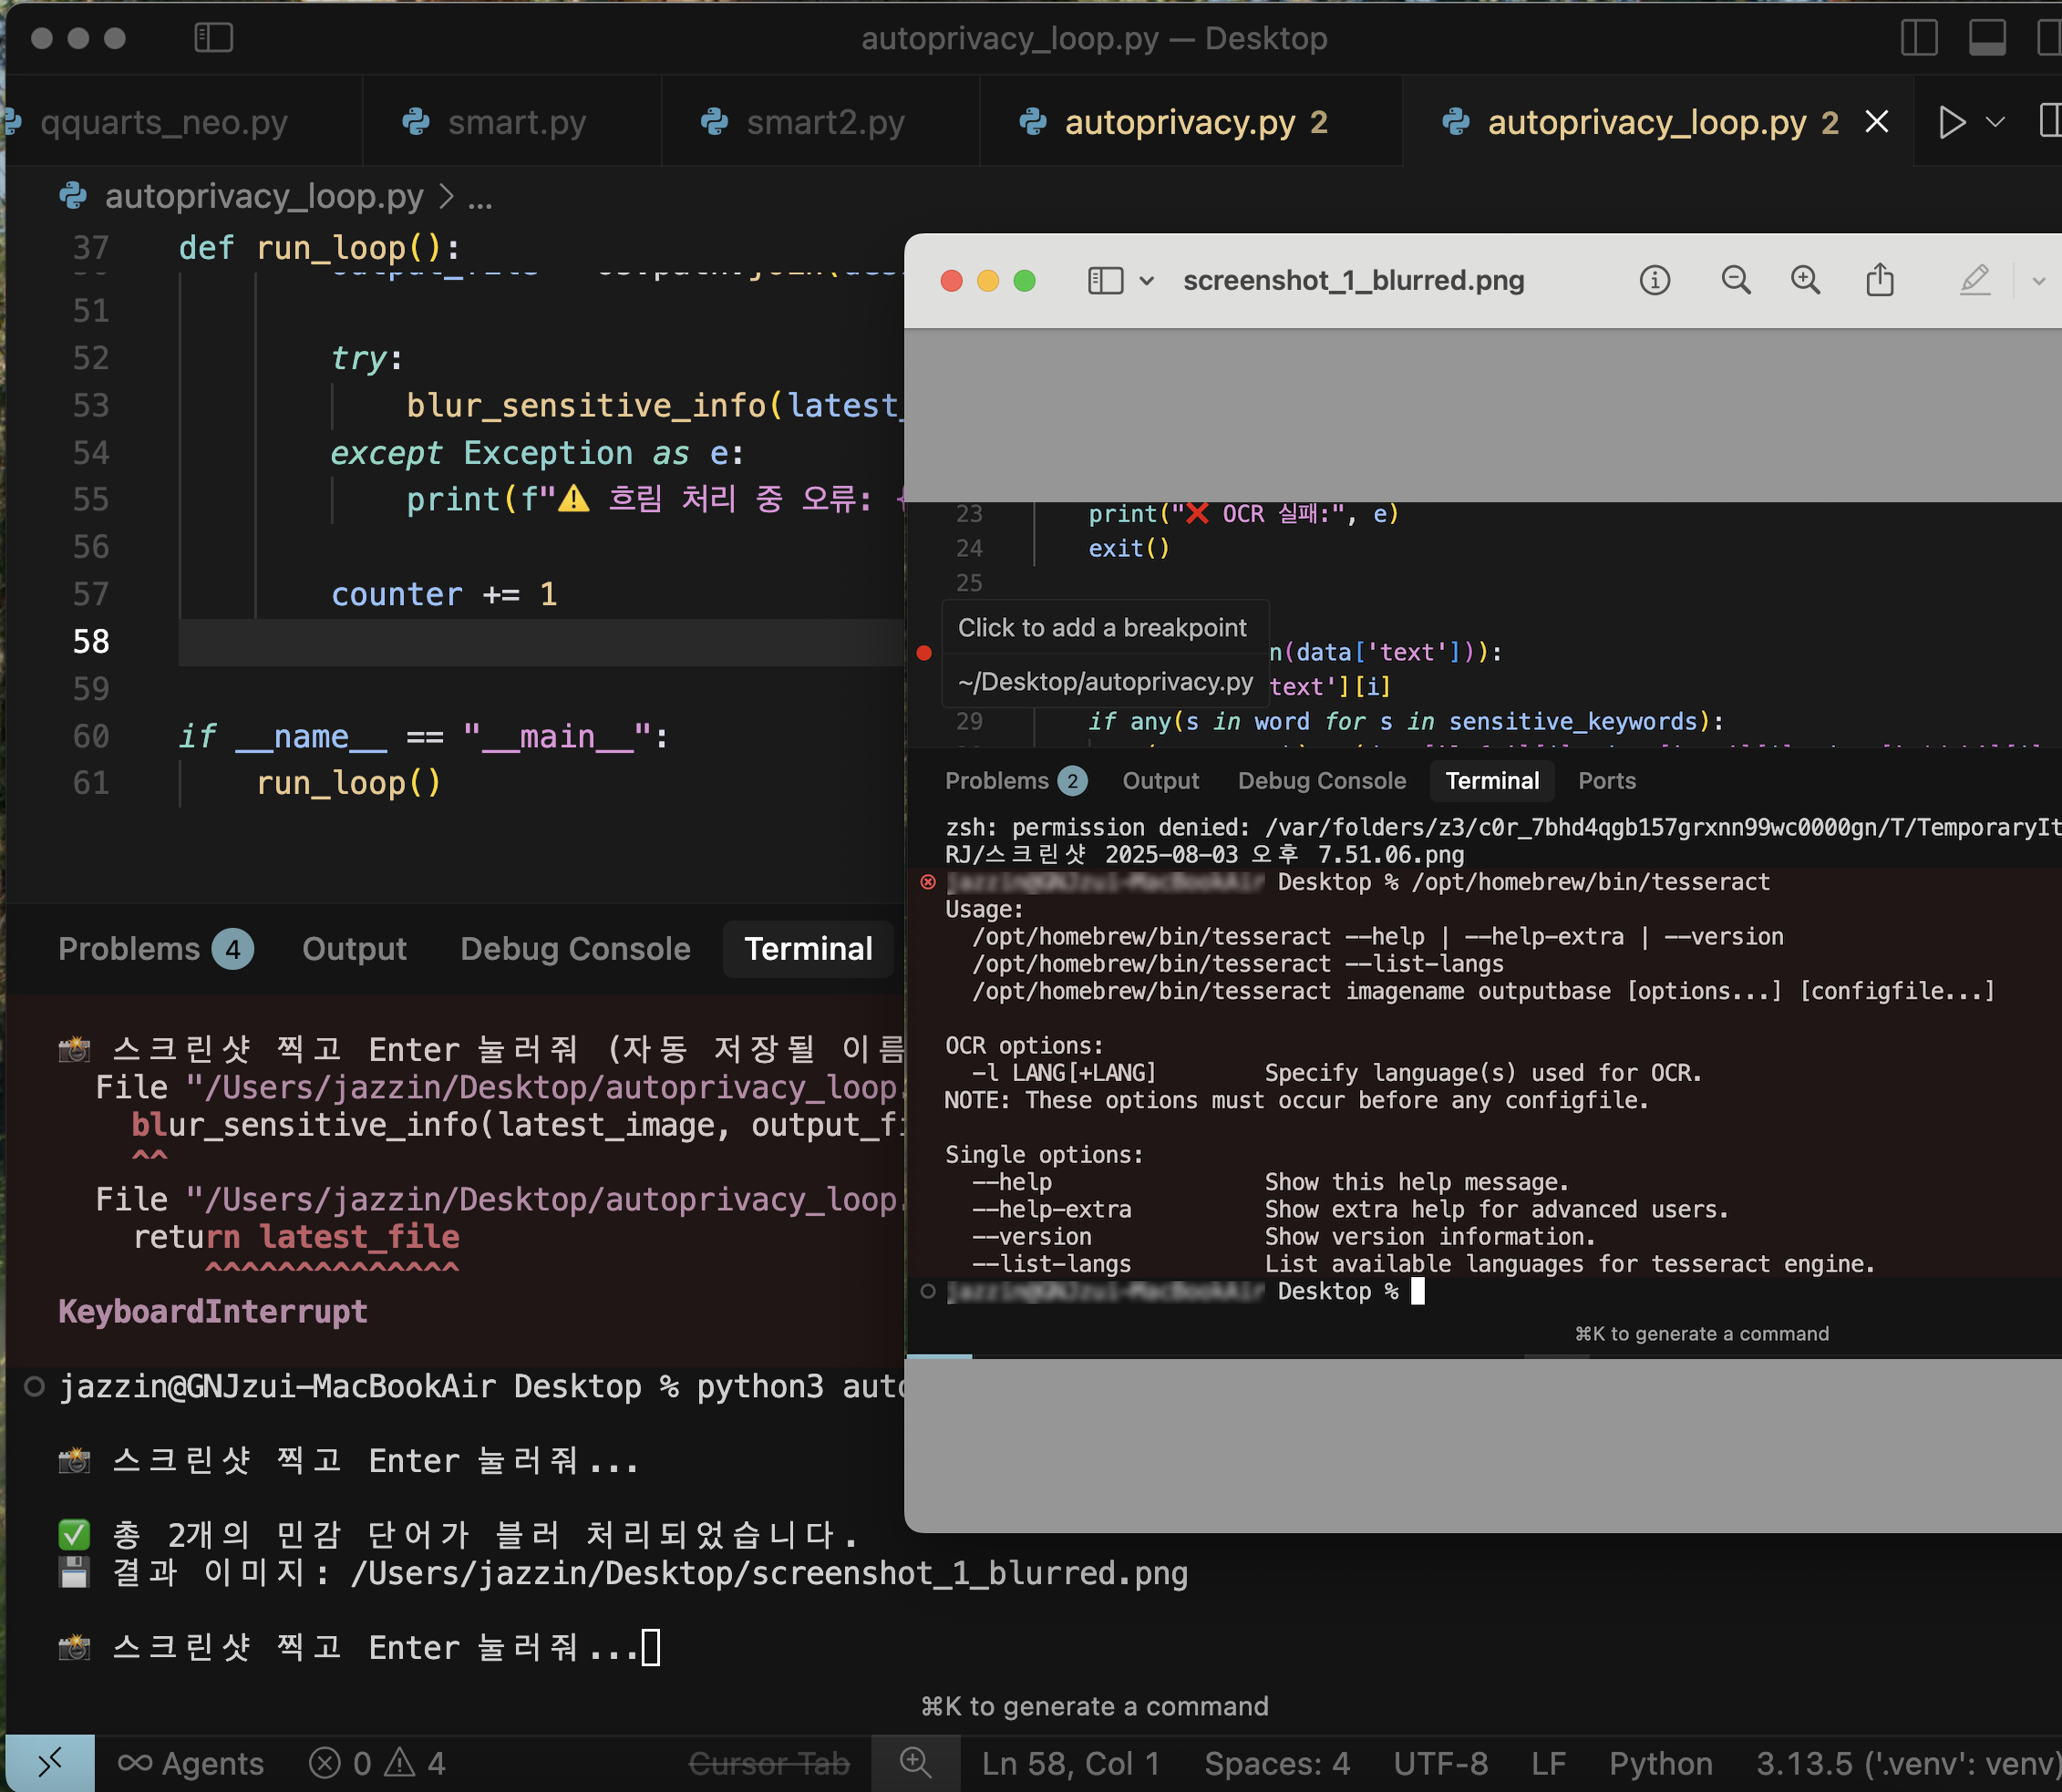 autoprivacy_loop.py — Desktop
qquarts_neo.py
smart.py
smart2.py
autoprivacy.py 2
autoprivacy_loop.py 2
autoprivacy_loop.py > ...
37 def run_loop():
51
52 try:
53 blur_sensitive_info(latest_
54 except Exception as e:
55 print(f"⚠️ 흐림 처리 중 오류: {
56
57 counter += 1
58
59
60 if __name__ == "__main__":
61 run_loop()
Problems 4 Output Debug Console Terminal
📸 스크린샷 찍고 Enter 눌러줘 (자동 저장될 이름
File "/Users/jazzin/Desktop/autoprivacy_loop.
blur_sensitive_info(latest_image, output_fi
^^
File "/Users/jazzin/Desktop/autoprivacy_loop.
return latest_file
^^^^^^^^^^^^^^
KeyboardInterrupt
jazzin@GNJzui-MacBookAir Desktop % python3 auto
📸 스크린샷 찍고 Enter 눌러줘...
✅ 총 2개의 민감 단어가 블러 처리되었습니다.
💾 결과 이미지: /Users/jazzin/Desktop/screenshot_1_blurred.png
📸 스크린샷 찍고 Enter 눌러줘...
⌘K to generate a command
Agents 0 4 Cursor Tab Ln 58, Col 1 Spaces: 4 UTF-8 LF Python 3.13.5 ('.venv': venv)
screenshot_1_blurred.png
23 print("❌ OCR 실패:", e)
24 exit()
25
Click to add a breakpoint
n(data['text'])):
~/Desktop/autoprivacy.py
text'][i]
29 if any(s in word for s in sensitive_keywords):
Problems 2 Output Debug Console Terminal Ports
zsh: permission denied: /var/folders/z3/c0r_7bhd4qgb157grxnn99wc0000gn/T/TemporaryIt
RJ/스크린샷 2025-08-03 오후 7.51.06.png
Desktop % /opt/homebrew/bin/tesseract
Usage:
/opt/homebrew/bin/tesseract --help | --help-extra | --version
/opt/homebrew/bin/tesseract --list-langs
/opt/homebrew/bin/tesseract imagename outputbase [options...] [configfile...]
OCR options:
-l LANG[+LANG] Specify language(s) used for OCR.
NOTE: These options must occur before any configfile.
Single options:
--help Show this help message.
--help-extra Show extra help for advanced users.
--version Show version information.
--list-langs List available languages for tesseract engine.
Desktop %
⌘K to generate a command